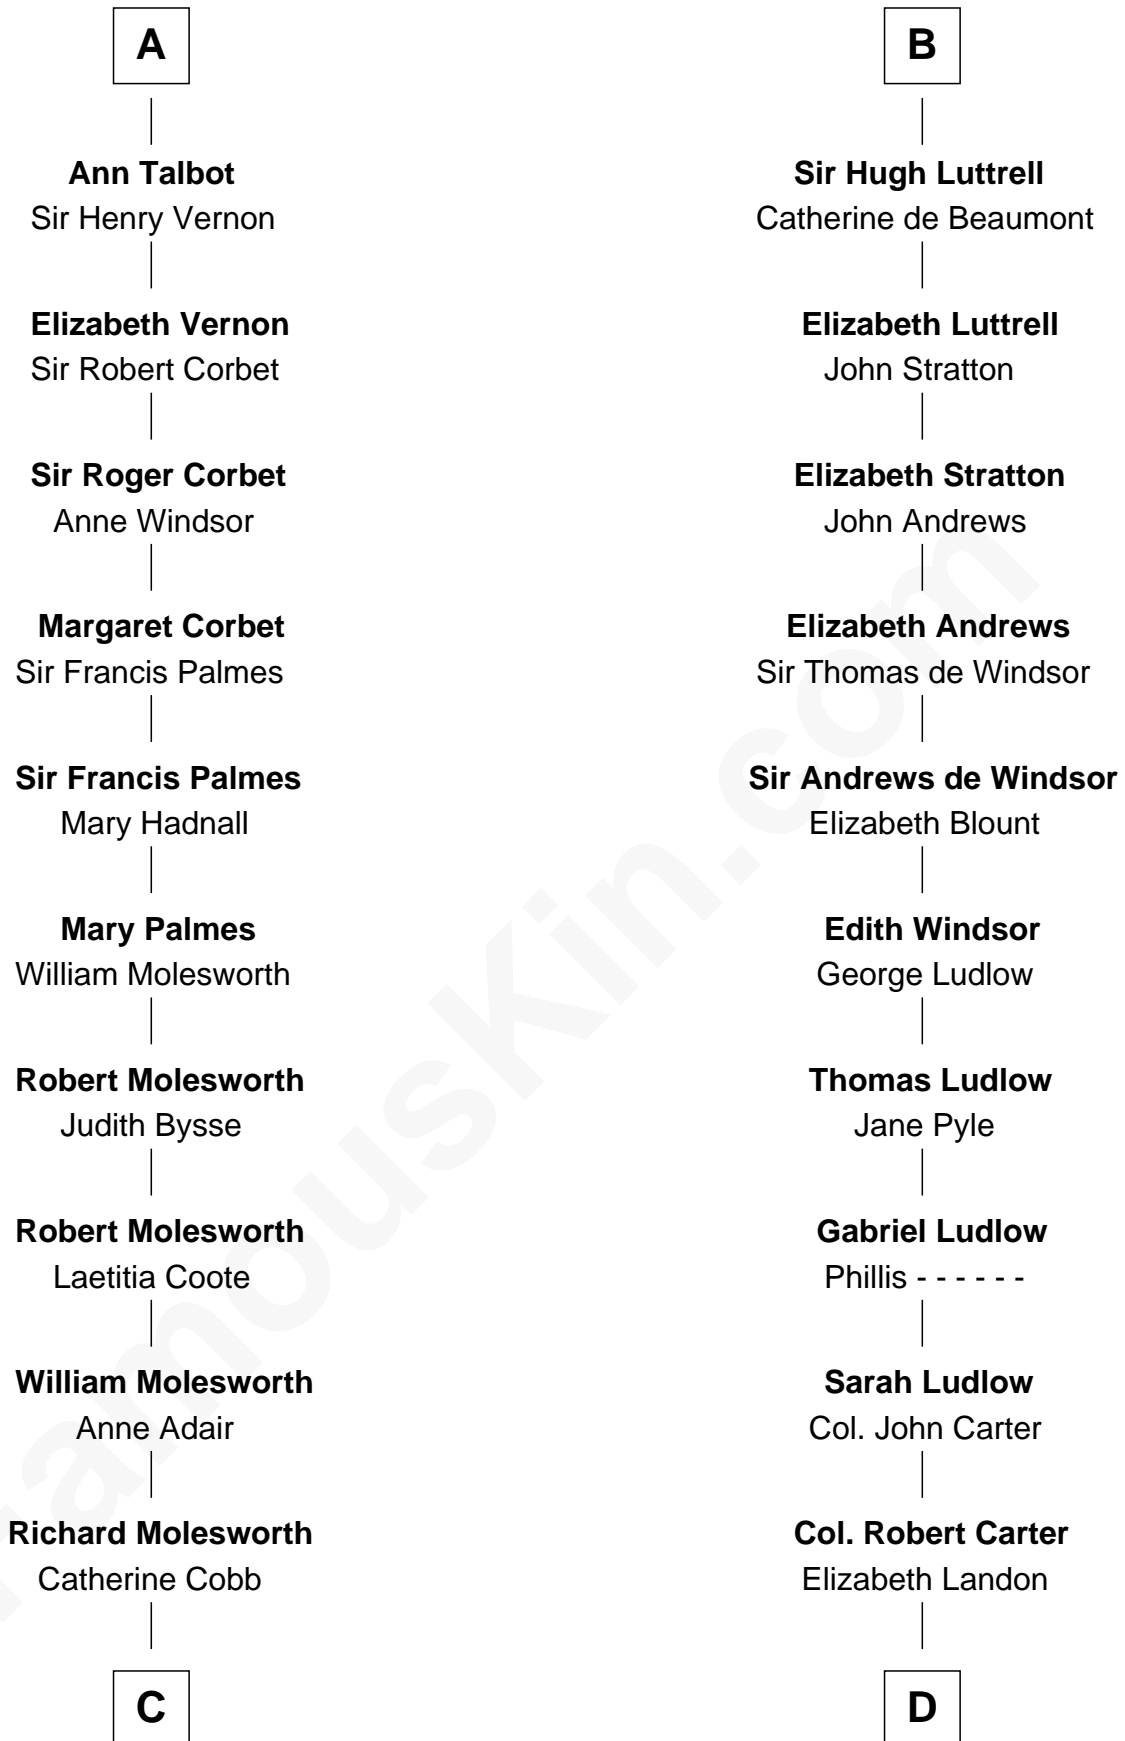 A
Ann Talbot
Sir Henry Vernon
Elizabeth Vernon
Sir Robert Corbet
Sir Roger Corbet
Anne Windsor
Margaret Corbet
Sir Francis Palmes
Sir Francis Palmes
Mary Hadnall
Mary Palmes
William Molesworth
Robert Molesworth
Judith Bysse
Robert Molesworth
Laetitia Coote
William Molesworth
Anne Adair
Richard Molesworth
Catherine Cobb
C
B
Sir Hugh Luttrell
Catherine de Beaumont
Elizabeth Luttrell
John Stratton
Elizabeth Stratton
John Andrews
Elizabeth Andrews
Sir Thomas de Windsor
Sir Andrews de Windsor
Elizabeth Blount
Edith Windsor
George Ludlow
Thomas Ludlow
Jane Pyle
Gabriel Ludlow
Phillis - - - - - -
Sarah Ludlow
Col. John Carter
Col. Robert Carter
Elizabeth Landon
D
FamousKin.com